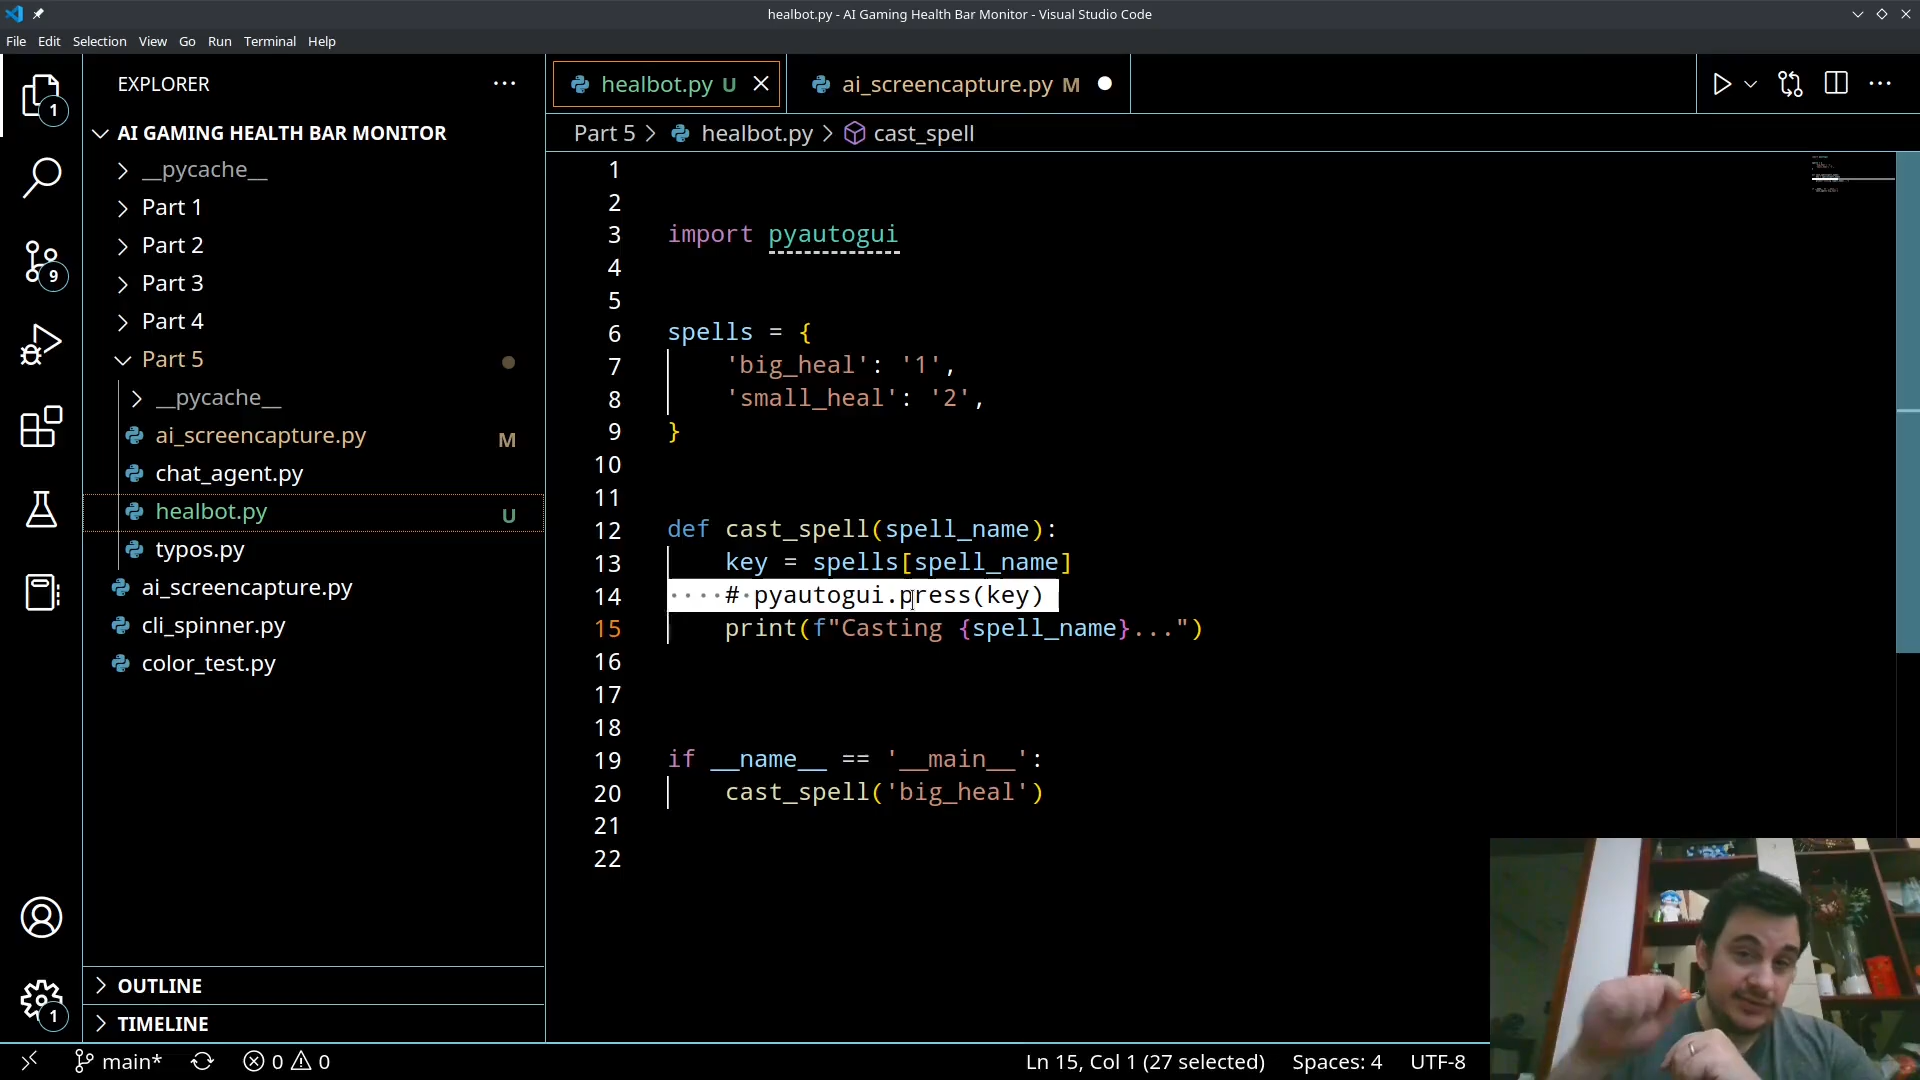 healbot.py - AI Gaming Health Bar Monitor - Visual Studio Code
File Edit Selection View Go Run Terminal Help
EXPLORER
AI GAMING HEALTH BAR MONITOR
__pycache__
Part 1
Part 2
Part 3
Part 4
Part 5
__pycache__
ai_screencapture.py M
chat_agent.py
healbot.py U
typos.py
ai_screencapture.py
cli_spinner.py
color_test.py
OUTLINE
TIMELINE
1
9
1
healbot.py U
ai_screencapture.py M
Part 5 > healbot.py > cast_spell
1
2
3 import pyautogui
4
5
6 spells = {
7 'big_heal': '1',
8 'small_heal': '2',
9 }
10
11
12 def cast_spell(spell_name):
13 key = spells[spell_name]
14 ····#·pyautogui.press(key)
15 print(f"Casting {spell_name}...")
16
17
18
19 if __name__ == '__main__':
20 cast_spell('big_heal')
21
22
main* 0 0 Ln 15, Col 1 (27 selected) Spaces: 4 UTF-8